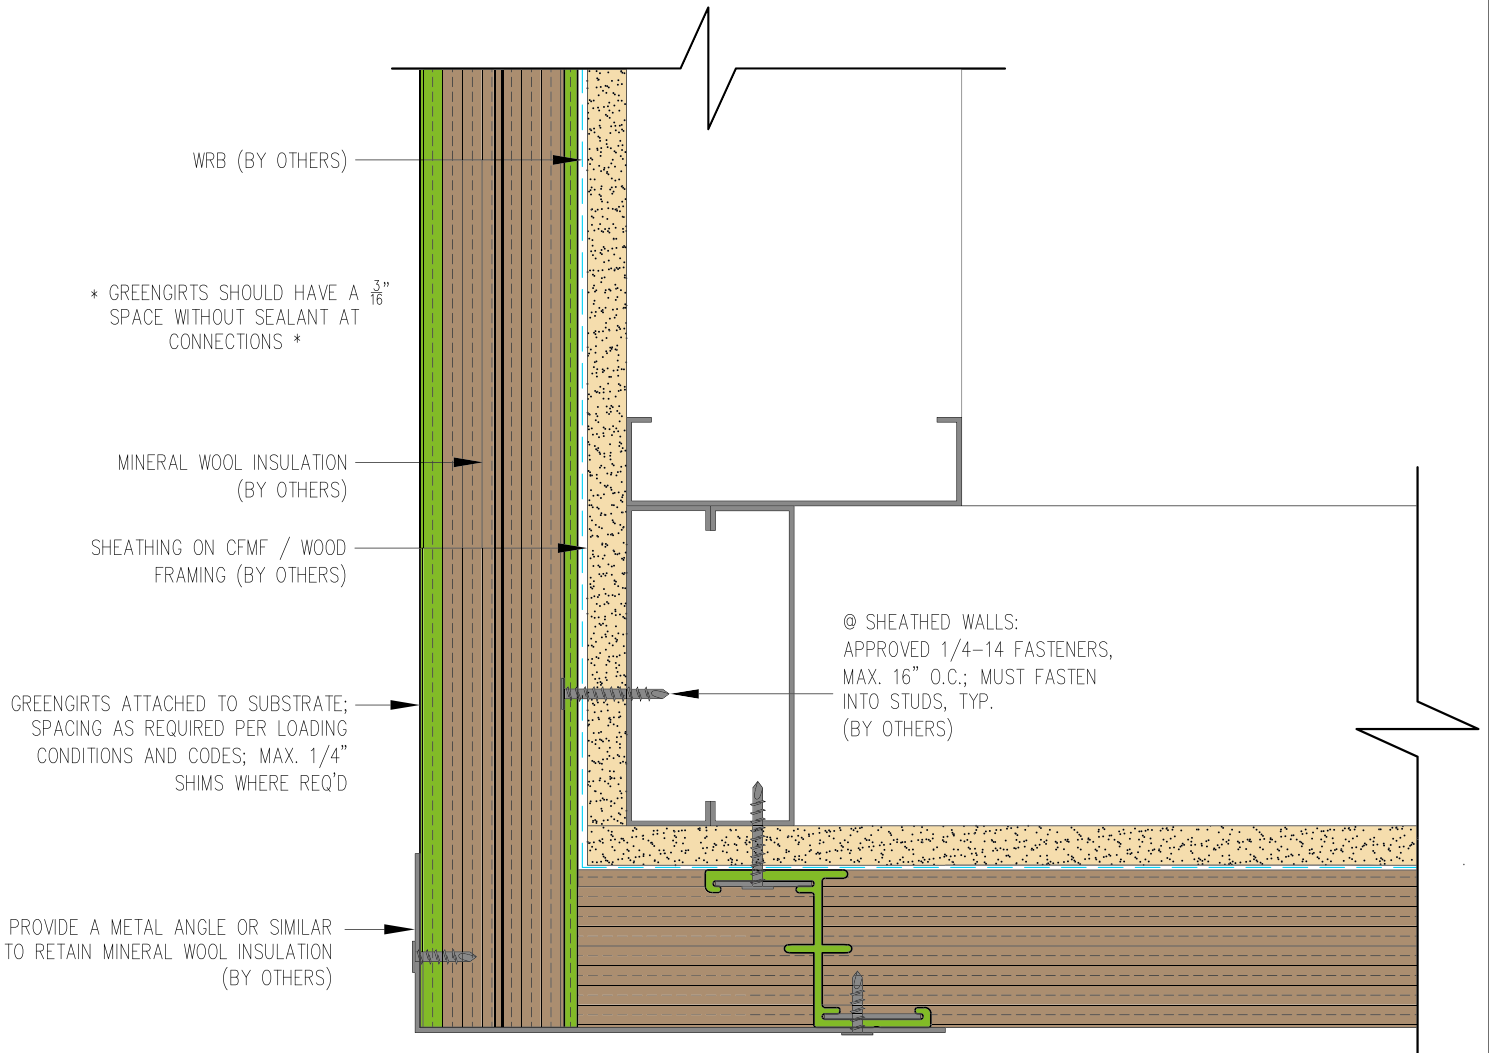 WRB (BY OTHERS)
* GREENGIRTS SHOULD HAVE A 3/16"
SPACE WITHOUT SEALANT AT
CONNECTIONS *
MINERAL WOOL INSULATION
(BY OTHERS)
SHEATHING ON CFMF / WOOD
FRAMING (BY OTHERS)
@ SHEATHED WALLS:
APPROVED 1/4-14 FASTENERS,
MAX. 16" O.C.; MUST FASTEN
INTO STUDS, TYP.
(BY OTHERS)
GREENGIRTS ATTACHED TO SUBSTRATE;
SPACING AS REQUIRED PER LOADING
CONDITIONS AND CODES; MAX. 1/4"
SHIMS WHERE REQ'D
PROVIDE A METAL ANGLE OR SIMILAR
TO RETAIN MINERAL WOOL INSULATION
(BY OTHERS)